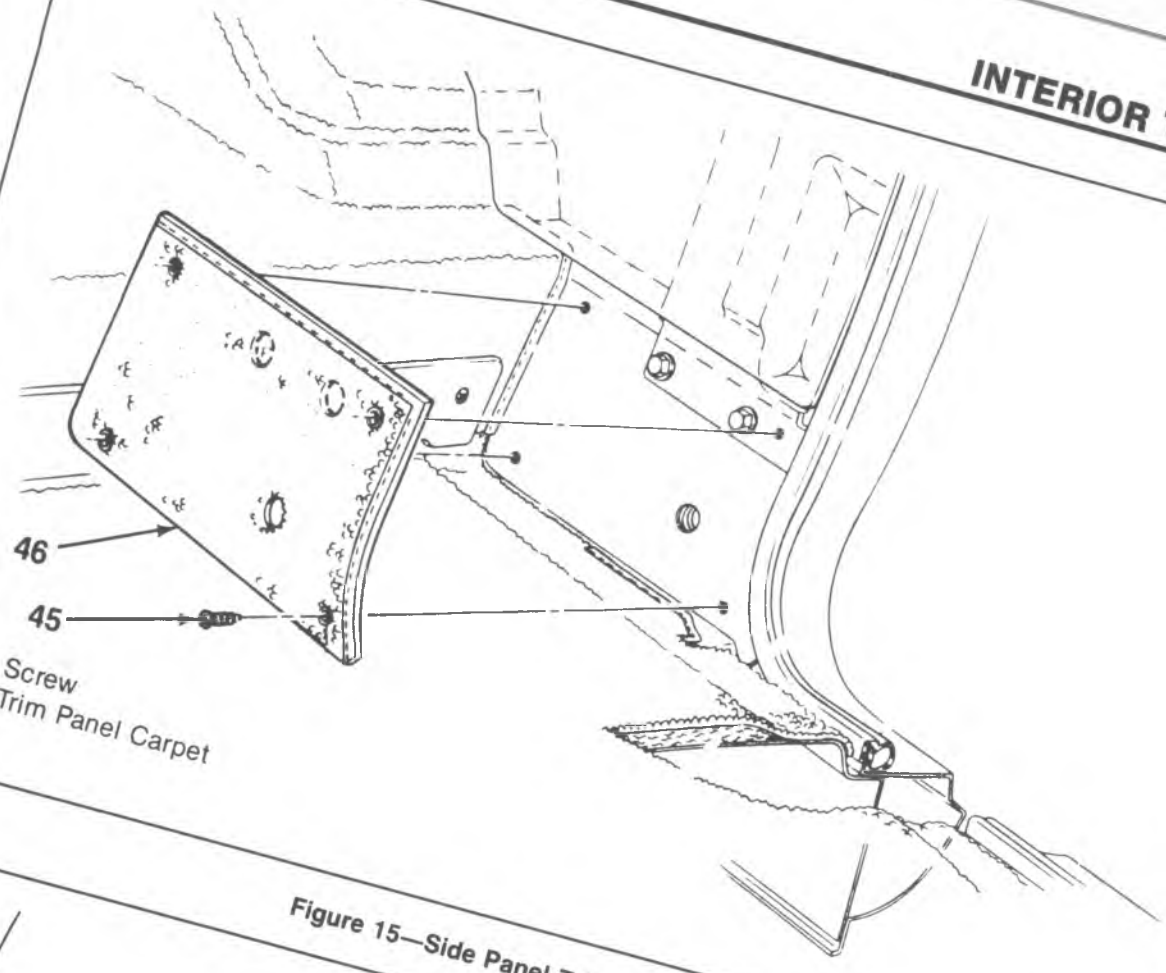 INTERIOR
46
45
Screw
Trim Panel Carpet
Figure 15—Side Panel